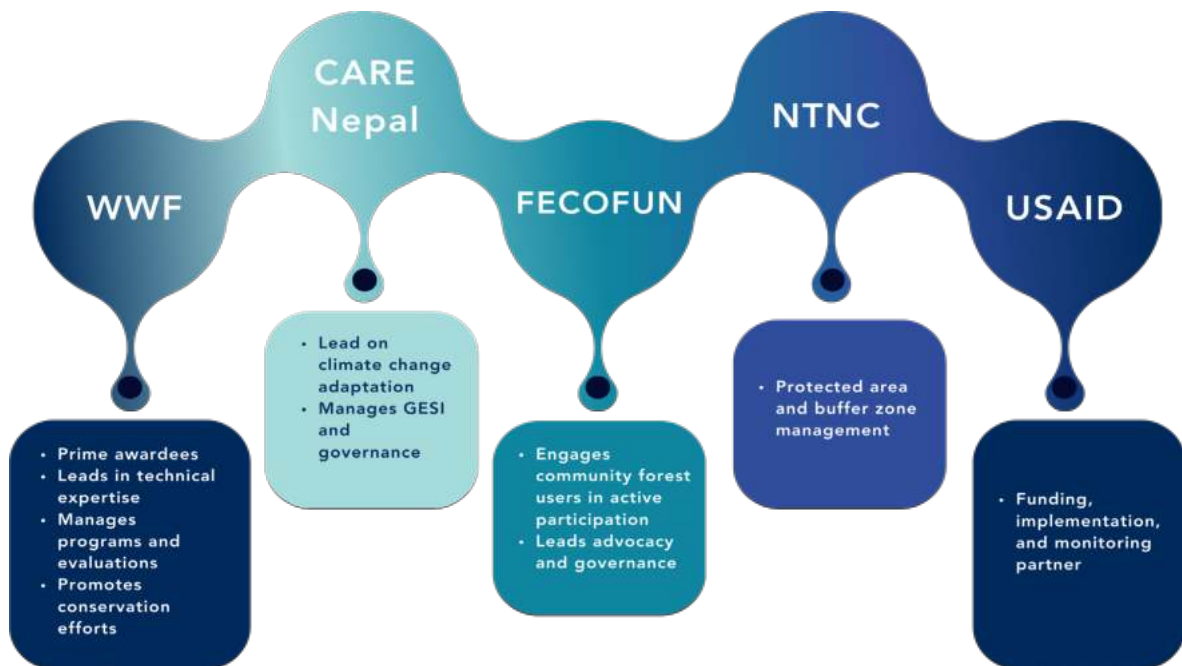 WWF
• Prime awardees
• Leads in technical
expertise
• Manages
programs and
evaluations
• Promotes
conservation
efforts
CARE
Nepal
• Lead on
climate change
adaptation
• Manages GESI
and
governance
FECOFUN
• Engages
community forest
users in active
participation
• Leads advocacy
and governance
NTNC
• Protected area
and buffer zone
management
USAID
• Funding,
implementation,
and monitoring
partner